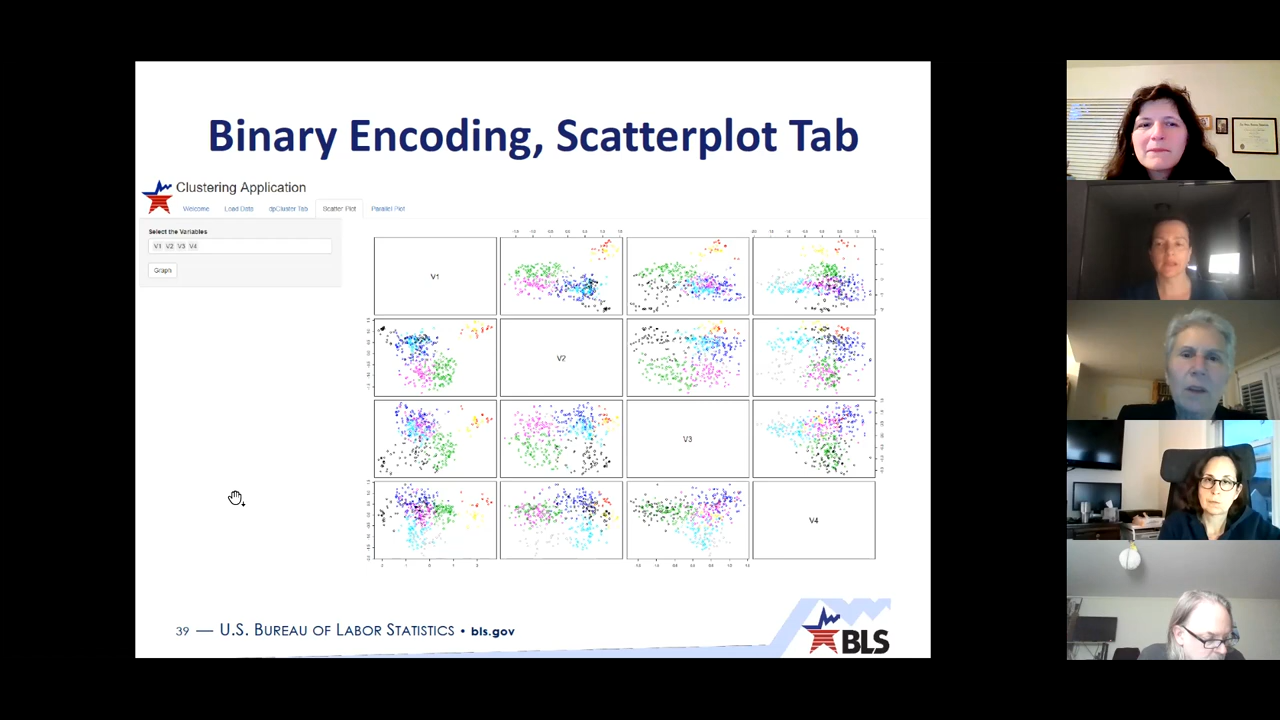 Binary Encoding, Scatterplot Tab
Clustering Application
Welcome Load Data dpCluster Tab Scatter Plot Parallel Plot
Select the Variables
V1 V2 V3 V4
Graph
V1
V2
V3
V4
39 — U.S. BUREAU OF LABOR STATISTICS • bls.gov
BLS